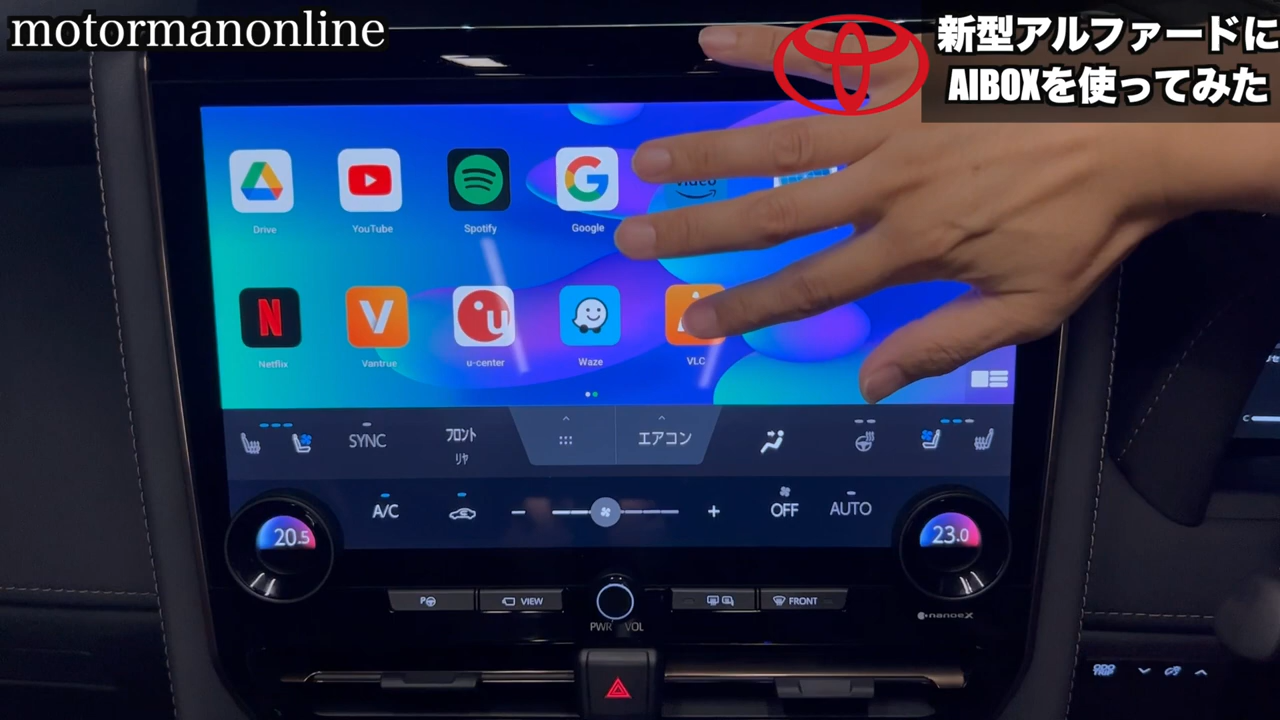 motormanonline
新型アルファードに
AIBOXを使ってみた
video
Drive
YouTube
Spotify
Google
Netflix
Vantrue
u-center
Waze
VLC
SYNC
フロント
リヤ
エアコン
A/C
OFF
AUTO
20.5
23.0
VIEW
FRONT
PWR VOL
nanoeX